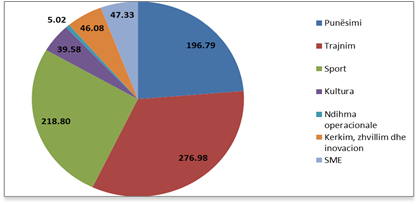 47.33
5.02
46.08
39.58
196.79
218.80
276.98
Punësimi
Trajnim
Sport
Kultura
Ndihma
operacionale
Kerkim, zhvillim dhe
inovacion
SME